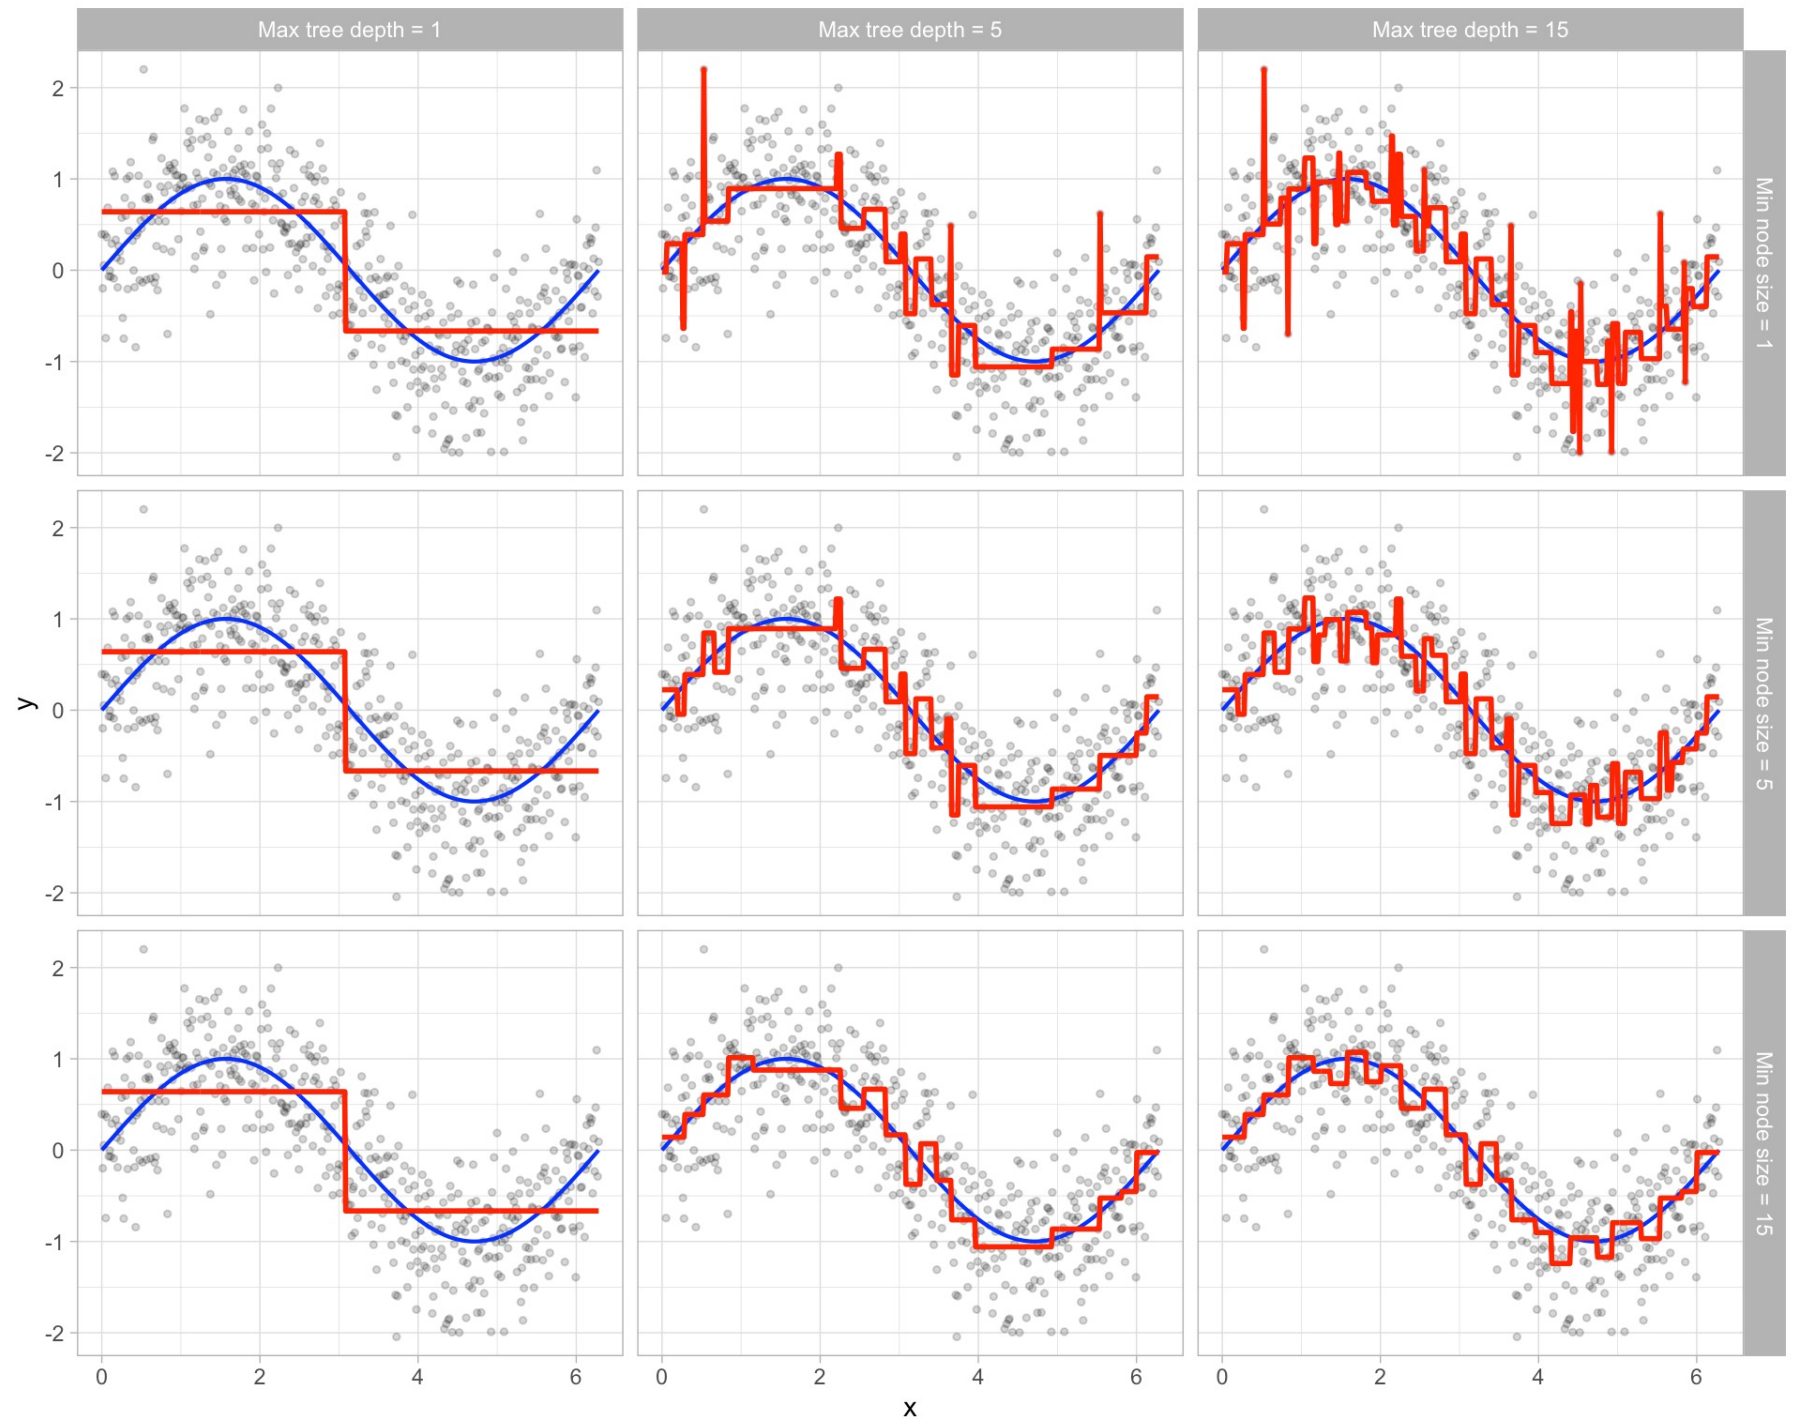 Max tree depth = 1
Max tree depth = 5
Max tree depth = 15
2
1
0
-1
-2
Min node size = 1
y
2
1
0
-1
-2
Min node size = 5
2
1
0
-1
-2
Min node size = 15
0 2 4 6
0 2 4 6
0 2 4 6
x